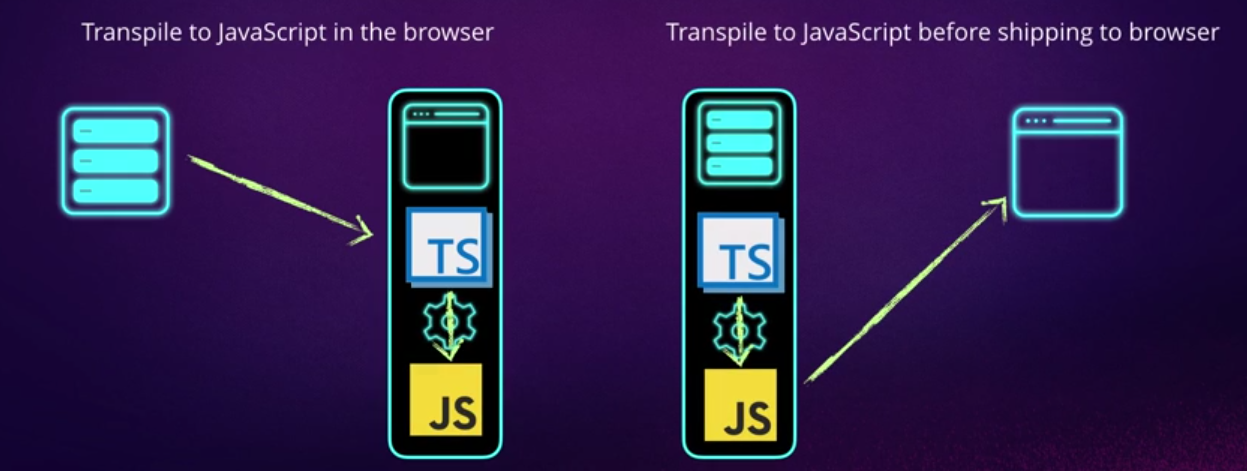 Transpile to JavaScript in the browser
Transpile to JavaScript before shipping to browser
TS
TS
JS
JS